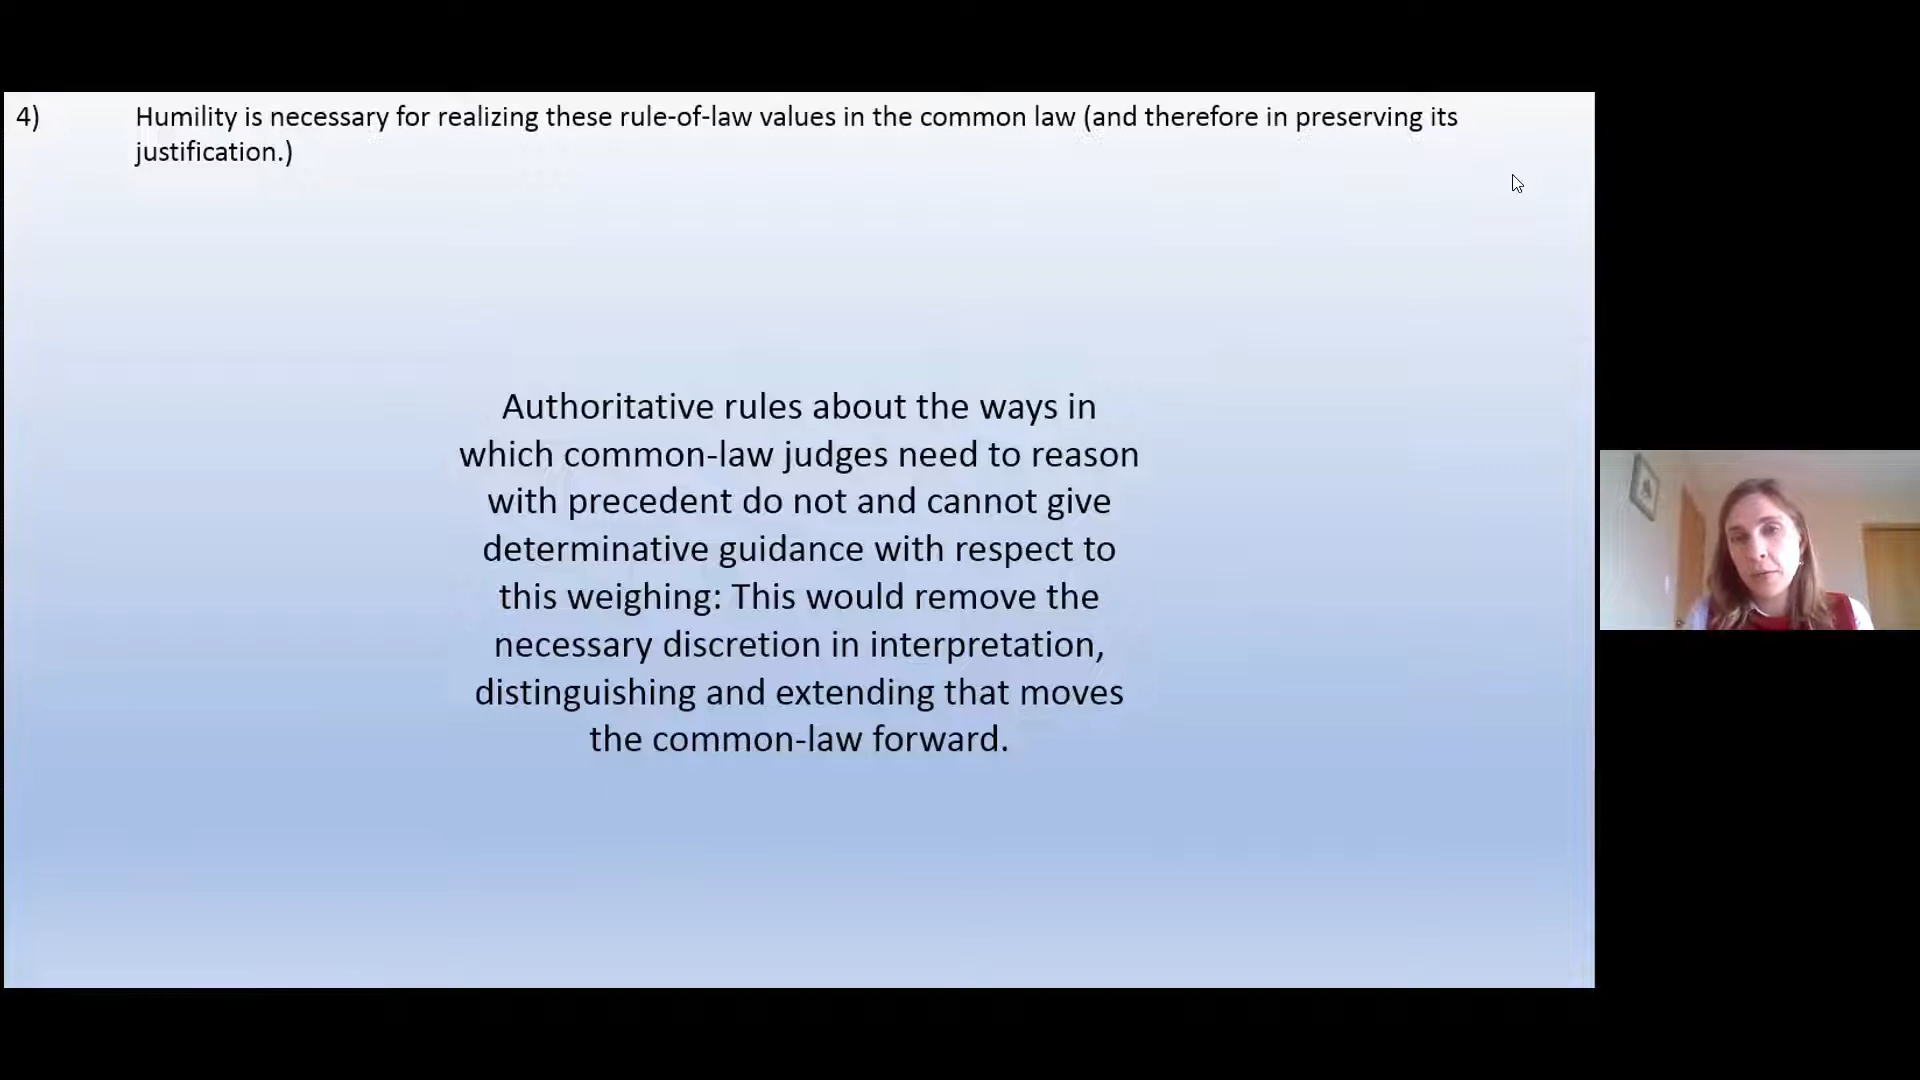 4) Humility is necessary for realizing these rule-of-law values in the common law (and therefore in preserving its
justification.)
Authoritative rules about the ways in
which common-law judges need to reason
with precedent do not and cannot give
determinative guidance with respect to
this weighing: This would remove the
necessary discretion in interpretation,
distinguishing and extending that moves
the common-law forward.